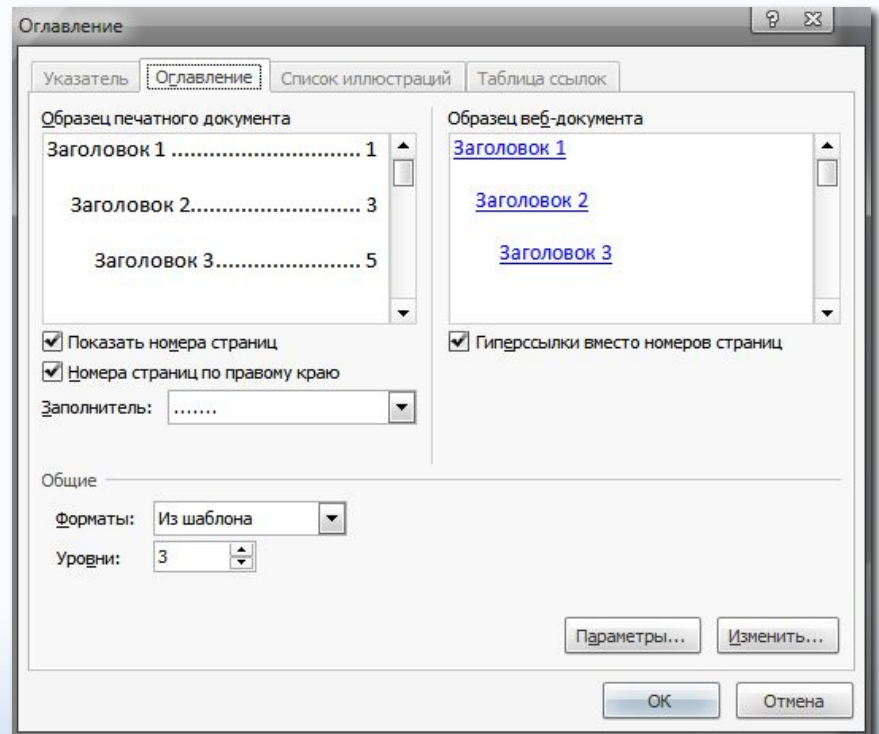 Оглавление
Указатель
Оглавление
Список иллюстраций
Таблица ссылок
Образец печатного документа
Заголовок 1 ............................. 1
Заголовок 2.......................... 3
Заголовок 3...................... 5
Образец веб-документа
Заголовок 1
Заголовок 2
Заголовок 3
Показать номера страниц
Номера страниц по правому краю
Заполнитель: .......
Гиперссылки вместо номеров страниц
Общие
Форматы: Из шаблона
Уровни: 3
Параметры...
Изменить...
ОК
Отмена